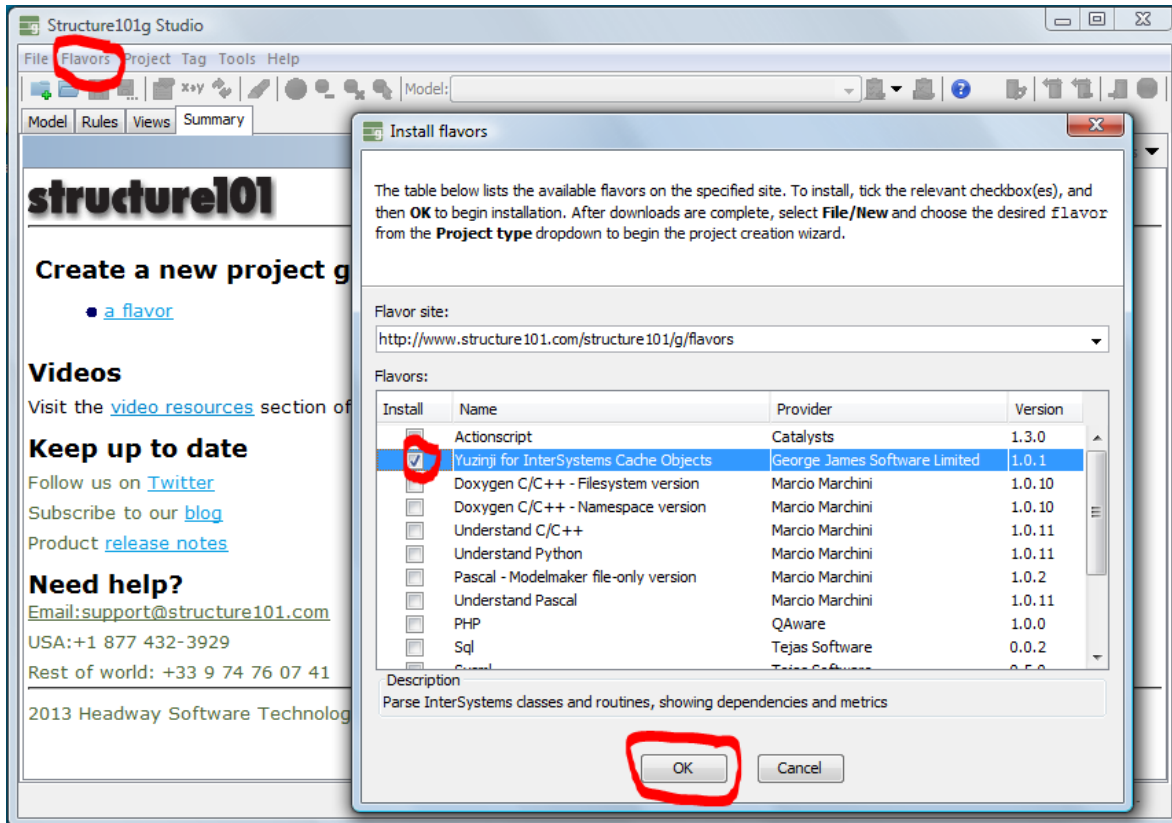 Structure101g Studio
File Flavors Project Tag Tools Help
x+y Model:
Model Rules Views Summary
structure101
Create a new project g
a flavor
Videos
Visit the video resources section of
Keep up to date
Follow us on Twitter
Subscribe to our blog
Product release notes
Need help?
Email:support@structure101.com
USA:+1 877 432-3929
Rest of world: +33 9 74 76 07 41
2013 Headway Software Technolog
Install flavors
The table below lists the available flavors on the specified site. To install, tick the relevant checkbox(es), and
then OK to begin installation. After downloads are complete, select File/New and choose the desired flavor
from the Project type dropdown to begin the project creation wizard.
Flavor site:
http://www.structure101.com/structure101/g/flavors
Flavors:
Install Name Provider Version
Actionscript Catalysts 1.3.0
Yuzinji for InterSystems Cache Objects George James Software Limited 1.0.1
Doxygen C/C++ - Filesystem version Marcio Marchini 1.0.10
Doxygen C/C++ - Namespace version Marcio Marchini 1.0.10
Understand C/C++ Marcio Marchini 1.0.11
Understand Python Marcio Marchini 1.0.11
Pascal - Modelmaker file-only version Marcio Marchini 1.0.2
Understand Pascal Marcio Marchini 1.0.11
PHP QAware 1.0.0
Sql Tejas Software 0.0.2
Description
Parse InterSystems classes and routines, showing dependencies and metrics
OK Cancel